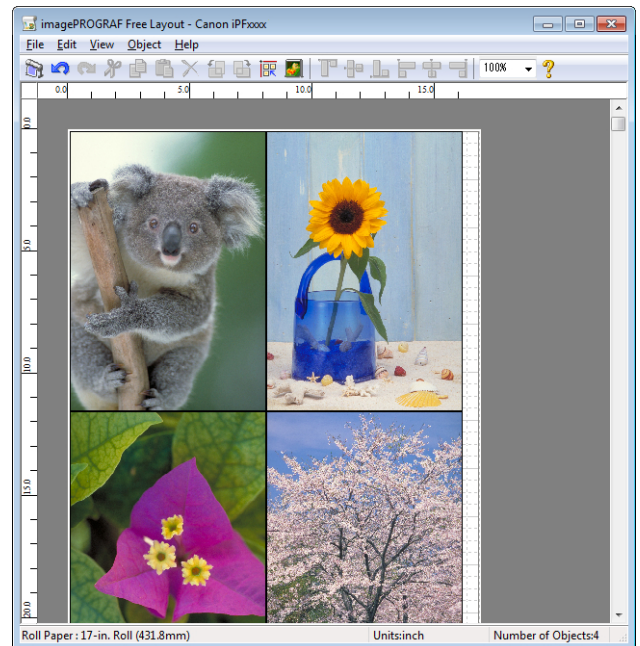 imagePROGRAF Free Layout - Canon iPFxxxx
File Edit View Object Help
100%
0.0 5.0 10.0 15.0
0.0
5.0
10.0
15.0
20.0
Roll Paper : 17-in. Roll (431.8mm) Units:inch Number of Objects:4